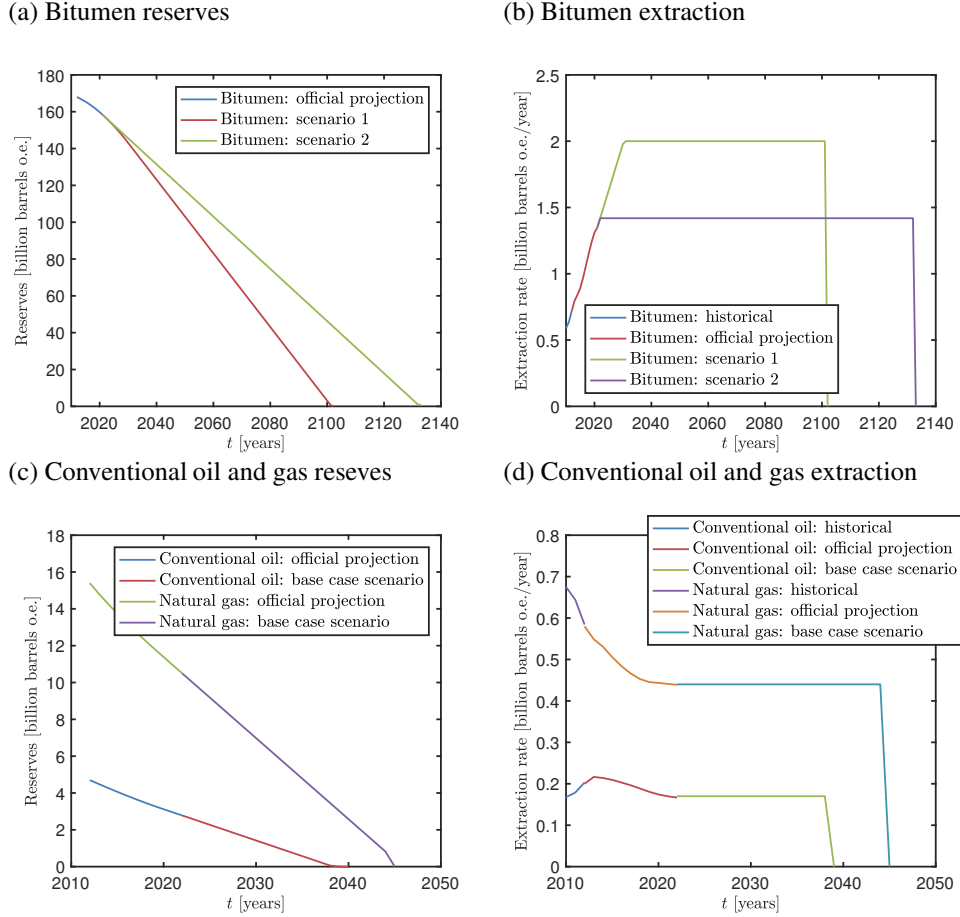 (a) Bitumen reserves
180
160
140
120
100
80
60
40
20
0
2020 2040 2060 2080 2100 2120 2140
Reserves [billion barrels o.e.]
t [years]
Bitumen: official projection
Bitumen: scenario 1
Bitumen: scenario 2
(b) Bitumen extraction
2.5
2
1.5
1
0.5
0
2020 2040 2060 2080 2100 2120 2140
Extraction rate [billion barrels o.e./year]
t [years]
Bitumen: historical
Bitumen: official projection
Bitumen: scenario 1
Bitumen: scenario 2
(c) Conventional oil and gas reseves
18
16
14
12
10
8
6
4
2
0
2010 2020 2030 2040 2050
Reserves [billion barrels o.e.]
t [years]
Conventional oil: official projection
Conventional oil: base case scenario
Natural gas: official projection
Natural gas: base case scenario
(d) Conventional oil and gas extraction
0.8
0.7
0.6
0.5
0.4
0.3
0.2
0.1
0
2010 2020 2030 2040 2050
Extraction rate [billion barrels o.e./year]
t [years]
Conventional oil: historical
Conventional oil: official projection
Conventional oil: base case scenario
Natural gas: historical
Natural gas: official projection
Natural gas: base case scenario